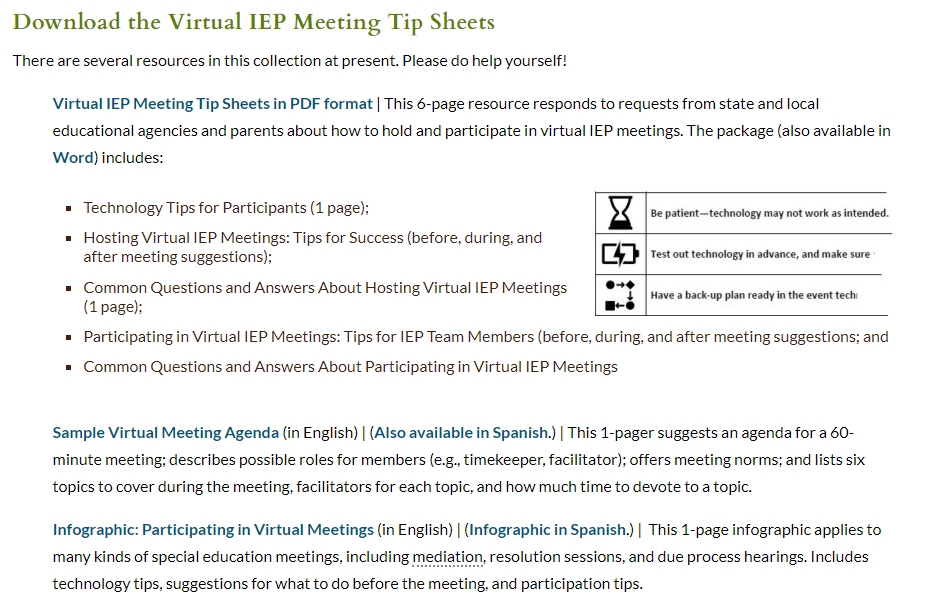 Download the Virtual IEP Meeting Tip Sheets
There are several resources in this collection at present. Please do help yourself!
Virtual IEP Meeting Tip Sheets in PDF format | This 6-page resource responds to requests from state and local
educational agencies and parents about how to hold and participate in virtual IEP meetings. The package (also available in
Word) includes:
Technology Tips for Participants (1 page);
Hosting Virtual IEP Meetings: Tips for Success (before, during, and
after meeting suggestions);
Common Questions and Answers About Hosting Virtual IEP Meetings
(1 page);
Be patient—technology may not work as intended.
Test out technology in advance, and make sure
Have a back-up plan ready in the event tech
Participating in Virtual IEP Meetings: Tips for IEP Team Members (before, during, and after meeting suggestions; and
Common Questions and Answers About Participating in Virtual IEP Meetings
Sample Virtual Meeting Agenda (in English) | (Also available in Spanish.) | This 1-pager suggests an agenda for a 60-
minute meeting; describes possible roles for members (e.g., timekeeper, facilitator); offers meeting norms; and lists six
topics to cover during the meeting, facilitators for each topic, and how much time to devote to a topic.
Infographic: Participating in Virtual Meetings (in English) | (Infographic in Spanish.) | This 1-page infographic applies to
many kinds of special education meetings, including mediation, resolution sessions, and due process hearings. Includes
technology tips, suggestions for what to do before the meeting, and participation tips.